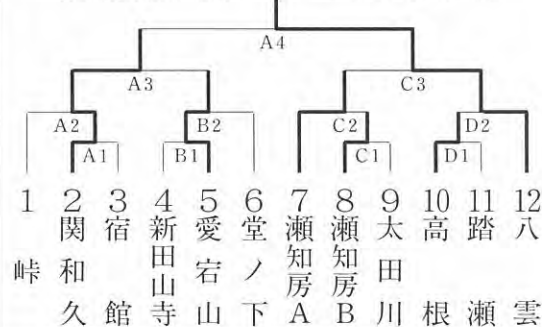 A4
A3 C3
A2 B2 C2 D2
A1 B1 C1 D1
1 2 3 4 5 6 7 8 9 10 11 12
峠
関和久
宿館
新田山寺
愛宕山
堂ノ下
瀬知房A
瀬知房B
太田川
高根
踏瀬
八雲